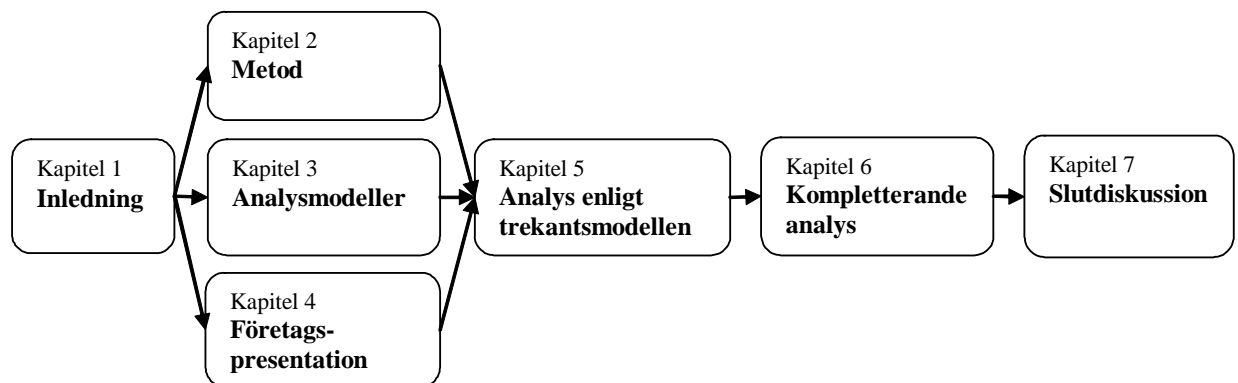 Kapitel 1
Inledning
Kapitel 2
Metod
Kapitel 3
Analysmodeller
Kapitel 4
Företags-
presentation
Kapitel 5
Analys enligt
trekantsmodellen
Kapitel 6
Kompletterande
analys
Kapitel 7
Slutdiskussion